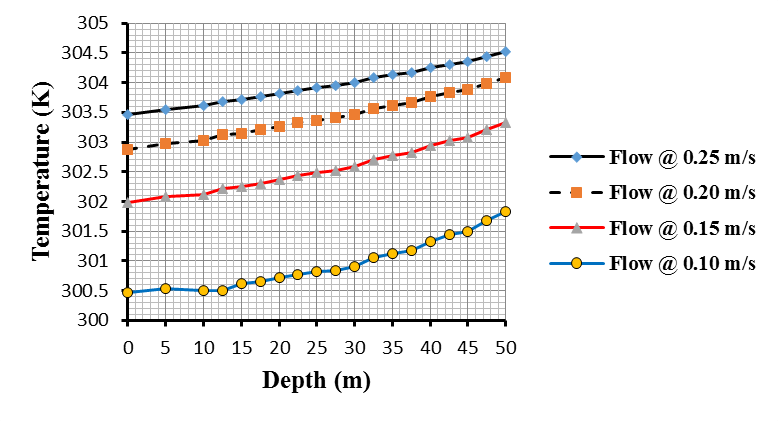 305
304.5
304
303.5
303
302.5
302
301.5
301
300.5
300
Temperature (K)
0 5 10 15 20 25 30 35 40 45 50
Depth (m)
Flow @ 0.25 m/s
Flow @ 0.20 m/s
Flow @ 0.15 m/s
Flow @ 0.10 m/s